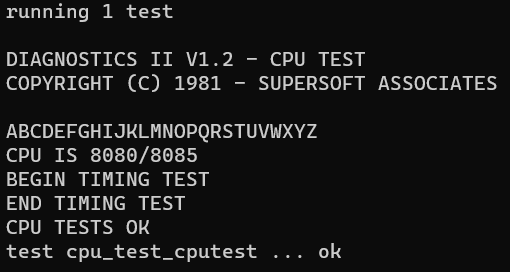 running 1 test
DIAGNOSTICS II V1.2 - CPU TEST
COPYRIGHT (C) 1981 - SUPERSOFT ASSOCIATES
ABCDEFGHIJKLMNOPQRSTUVWXYZ
CPU IS 8080/8085
BEGIN TIMING TEST
END TIMING TEST
CPU TESTS OK
test cpu_test_cputest ... ok